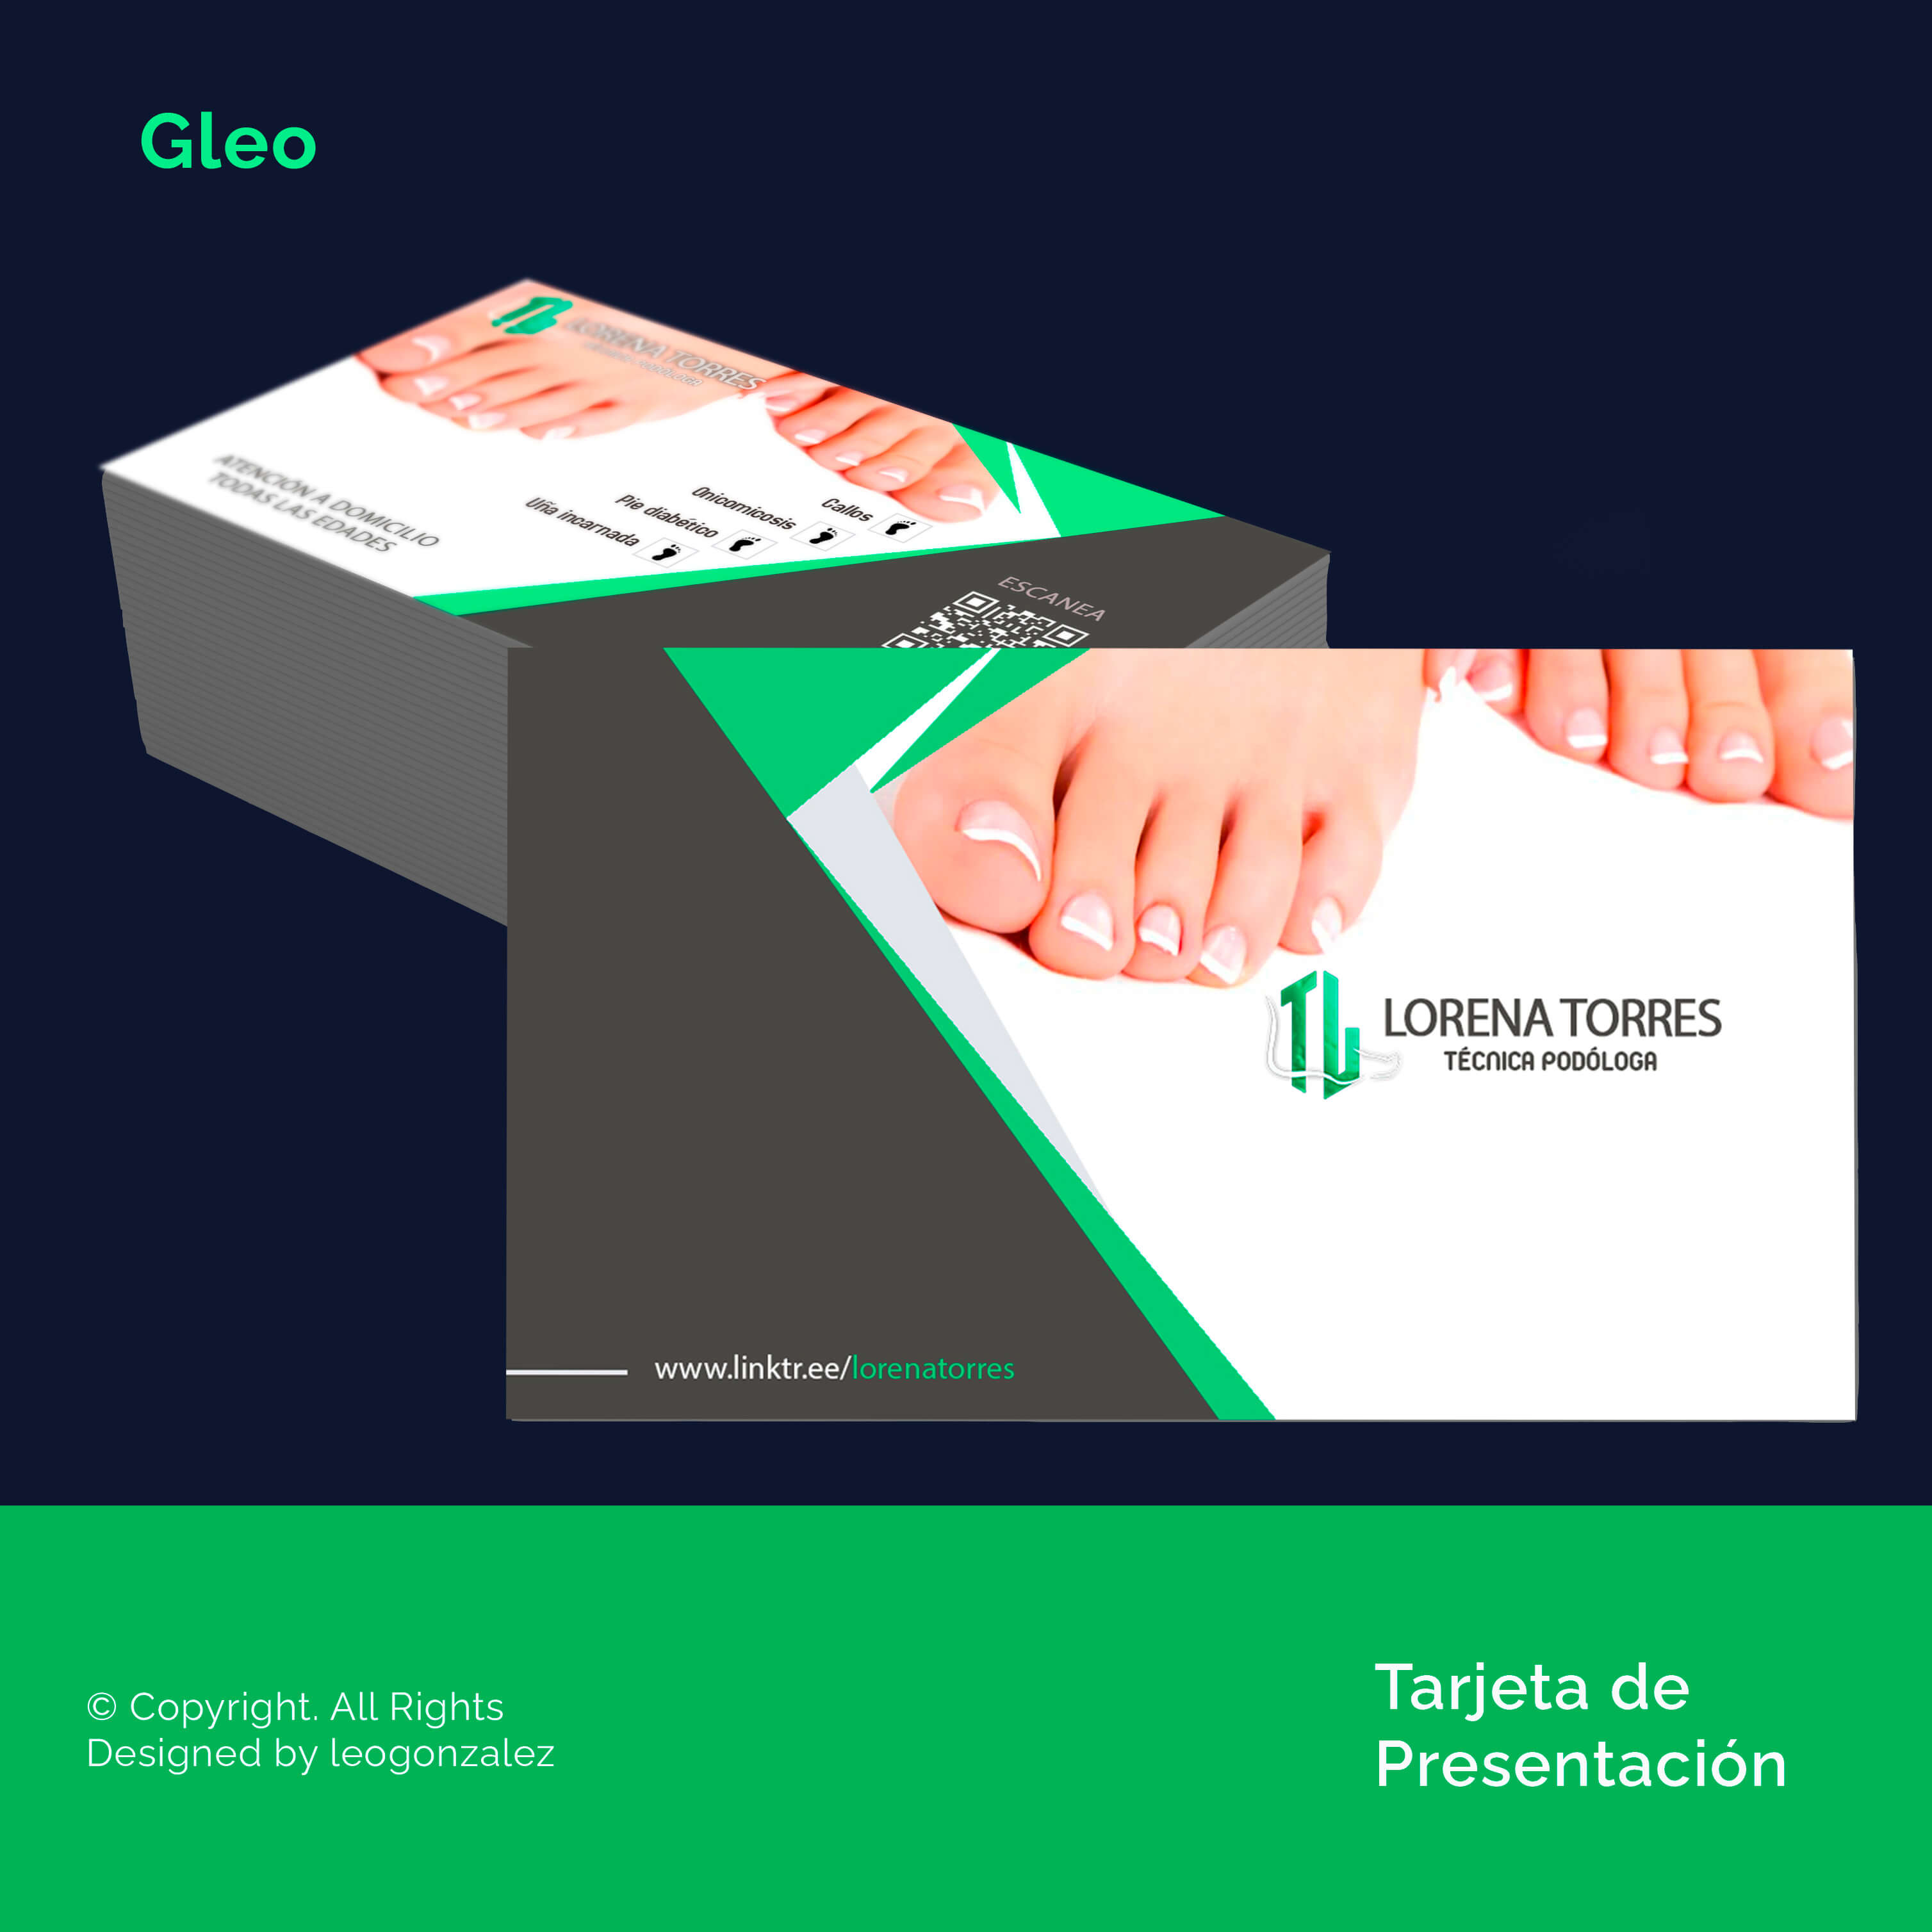 Gleo
LORENA TORRES
TÉCNICA PODÓLOGA
ATENCIÓN A DOMICILIO
TODAS LAS EDADES
Uña incarnada
Pie diabético
Onicomicosis
Callos
ESCANEA
TL
LORENA TORRES
TÉCNICA PODÓLOGA
www.linktr.ee/lorenatorres
© Copyright. All Rights
Designed by leogonzalez
Tarjeta de
Presentación